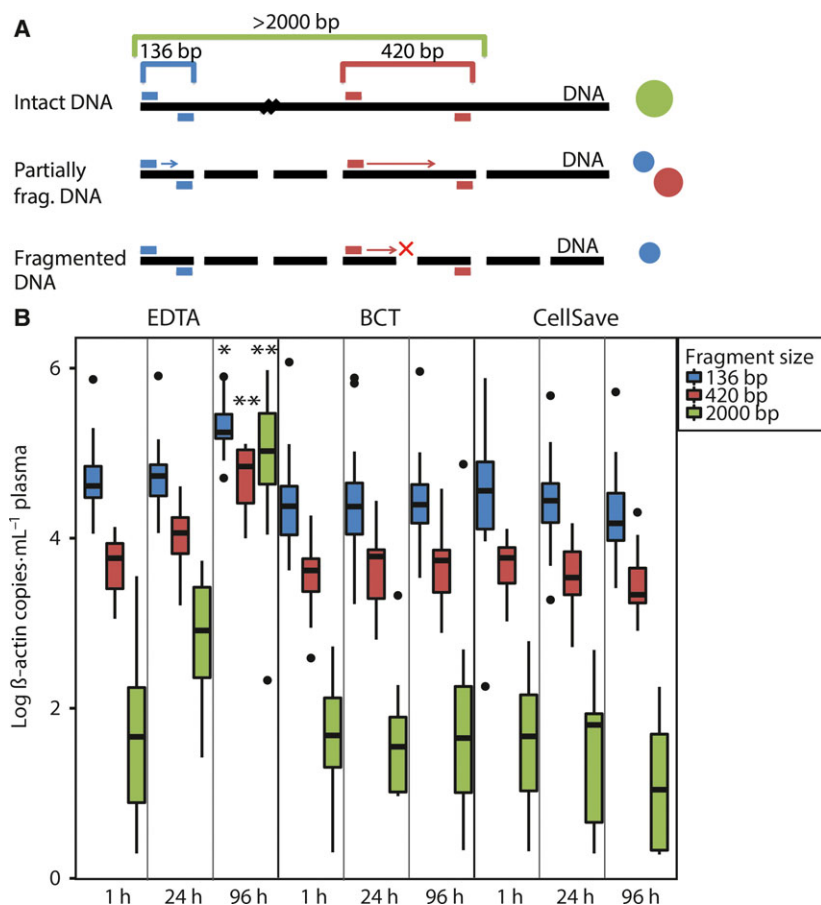 A
>2000 bp
136 bp
420 bp
Intact DNA
DNA
Partially
frag. DNA
DNA
Fragmented
DNA
DNA
B
EDTA
BCT
CellSave
* ** **
Fragment size
136 bp
420 bp
2000 bp
Log ß-actin copies·mL⁻¹ plasma
6
4
2
0
1 h 24 h 96 h 1 h 24 h 96 h 1 h 24 h 96 h